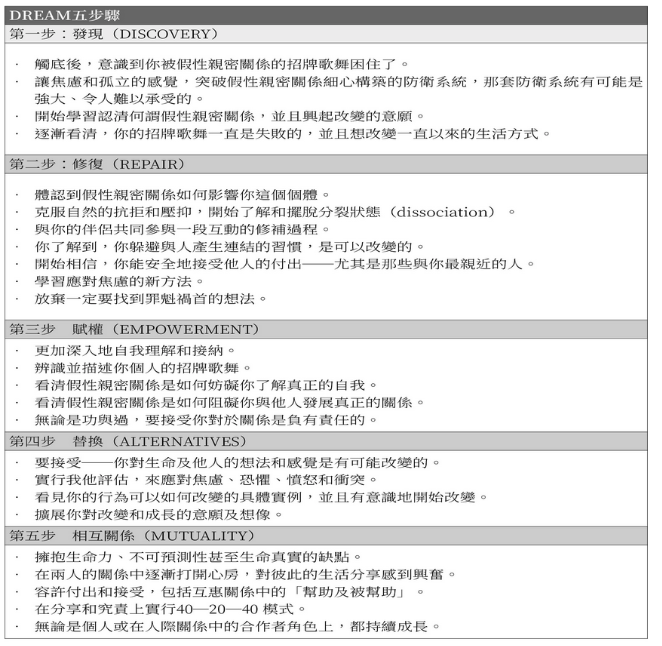 DREAM五步驟
第一步：發現（DISCOVERY）
· 觸底後，意識到你被假性親密關係的招牌歌舞困住了。
· 讓焦慮和孤立的感覺，突破假性親密關係細心構築的防衛系統，那套防衛系統有可能是
強大、令人難以承受的。
· 開始學習認清何謂假性親密關係，並且興起改變的意願。
· 逐漸看清，你的招牌歌舞一直是失敗的，並且想改變一直以來的生活方式。
第二步：修復（REPAIR）
· 體認到假性親密關係如何影響你這個個體。
· 克服自然的抗拒和壓抑，開始了解和擺脫分裂狀態（dissociation）。
· 與你的伴侶共同參與一段互動的修補過程。
· 你了解到，你躲避與人產生連結的習慣，是可以改變的。
· 開始相信，你能安全地接受他人的付出——尤其是那些與你最親近的人。
· 學習應對焦慮的新方法。
· 放棄一定要找到罪魁禍首的想法。
第三步　賦權（EMPOWERMENT）
· 更加深入地自我理解和接納。
· 辨識並描述你個人的招牌歌舞。
· 看清假性親密關係是如何妨礙你了解真正的自我。
· 看清假性親密關係是如何阻礙你與他人發展真正的關係。
· 無論是功與過，要接受你對於關係是負有責任的。
第四步　替換（ALTERNATIVES）
· 要接受——你對生命及他人的想法和感覺是有可能改變的。
· 實行我他評估，來應對焦慮、恐懼、憤怒和衝突。
· 看見你的行為可以如何改變的具體實例，並且有意識地開始改變。
· 擴展你對改變和成長的意願及想像。
第五步　相互關係（MUTUALITY）
· 擁抱生命力、不可預測性甚至生命真實的缺點。
· 在兩人的關係中逐漸打開心房，對彼此的生活分享感到興奮。
· 容許付出和接受，包括互惠關係中的「幫助及被幫助」。
· 在分享和究責上實行40—20—40 模式。
· 無論是個人或在人際關係中的合作者角色上，都持續成長。